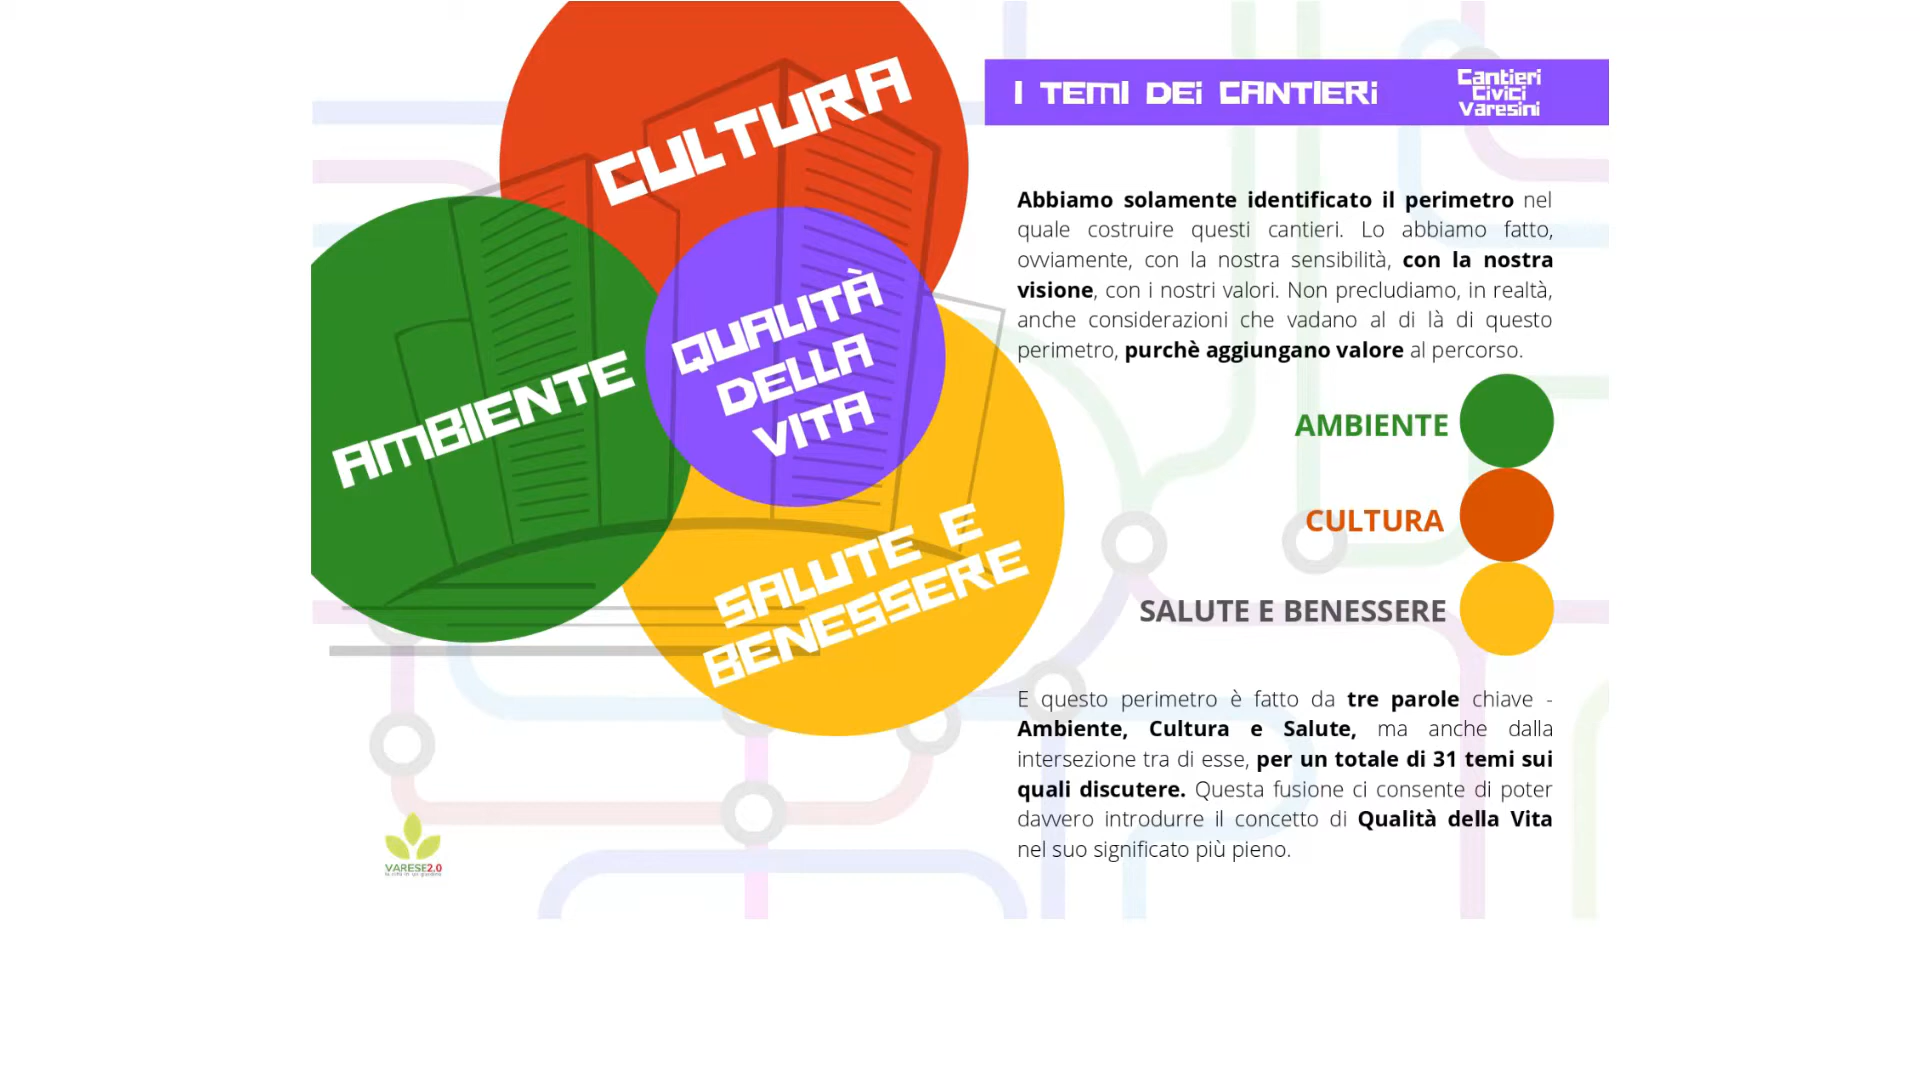 CULTURA
AMBIENTE
QUALITÀ
DELLA
VITA
SALUTE E
BENESSERE
I TEMI DEI CANTIERI
Cantieri
Civici
Varesini
Abbiamo solamente identificato il perimetro nel
quale costruire questi cantieri. Lo abbiamo fatto,
ovviamente, con la nostra sensibilità, con la nostra
visione, con i nostri valori. Non precludiamo, in realtà,
anche considerazioni che vadano al di là di questo
perimetro, purchè aggiungano valore al percorso.
AMBIENTE
CULTURA
SALUTE E BENESSERE
E questo perimetro è fatto da tre parole chiave -
Ambiente, Cultura e Salute, ma anche dalla
intersezione tra di esse, per un totale di 31 temi sui
quali discutere. Questa fusione ci consente di poter
davvero introdurre il concetto di Qualità della Vita
nel suo significato più pieno.
VARESE2.0